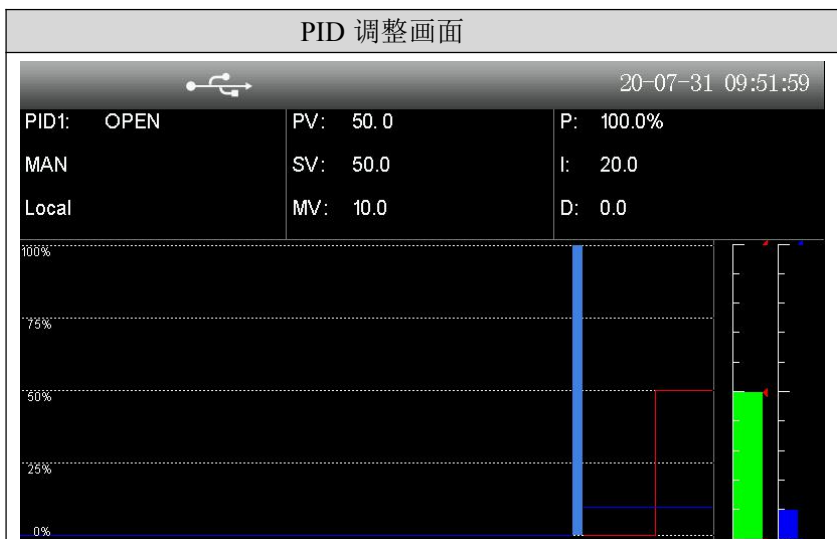 PID 调整画面
20-07-31 09:51:59
PID1: OPEN PV: 50.0 P: 100.0%
MAN SV: 50.0 I: 20.0
Local MV: 10.0 D: 0.0
100%
75%
50%
25%
0%